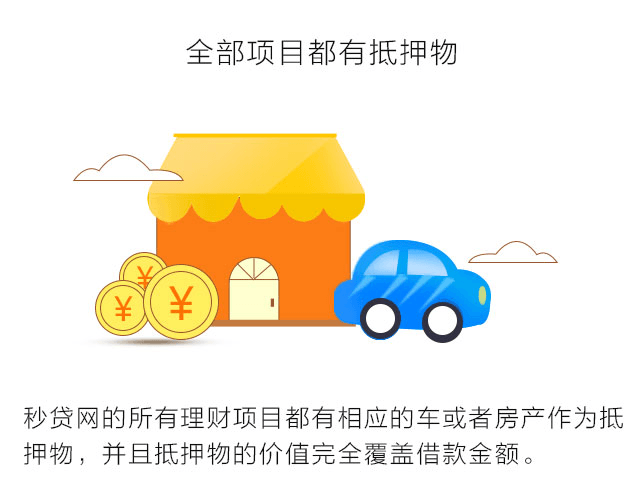 全部项目都有抵押物
¥
¥
¥
秒贷网的所有理财项目都有相应的车或者房产作为抵
押物，并且抵押物的价值完全覆盖借款金额。